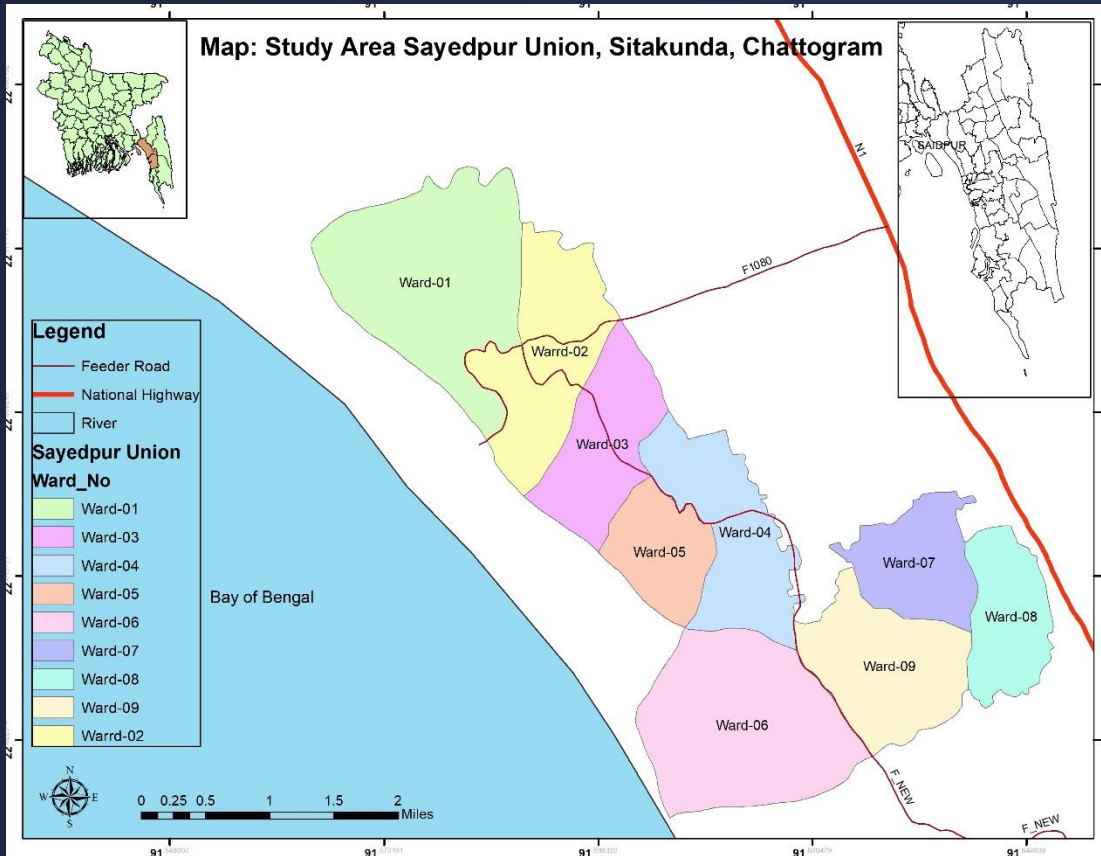 Map: Study Area Sayedpur Union, Sitakunda, Chattogram
SAIDPUR
N1
F1080
Ward-01
Warrd-02
Ward-03
Ward-04
Ward-05
Ward-07
Ward-08
Ward-09
Ward-06
F_NEW
F_NEW
Bay of Bengal
Legend
Feeder Road
National Highway
River
Sayedpur Union
Ward_No
Ward-01
Ward-03
Ward-04
Ward-05
Ward-06
Ward-07
Ward-08
Ward-09
Warrd-02
N
W E
S
0 0.25 0.5 1 1.5 2
Miles